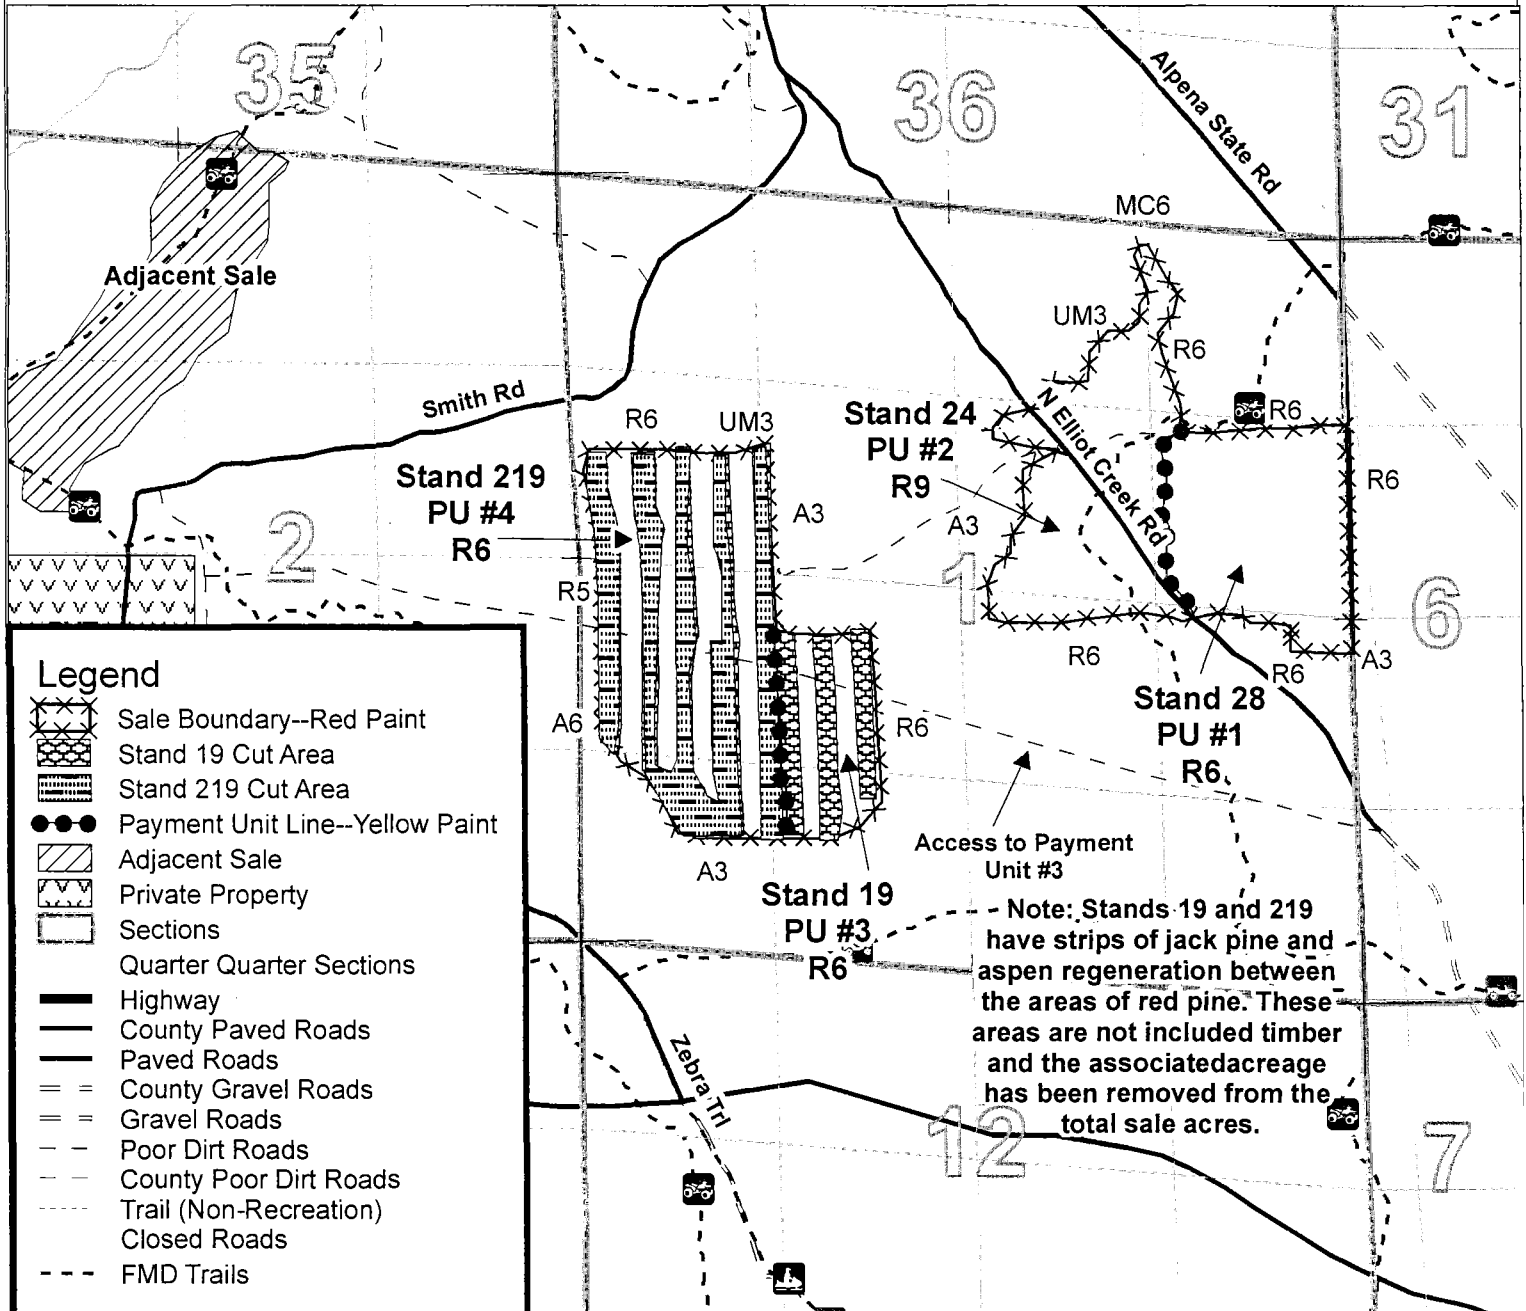 35
36
31
Alpena State Rd
MC6
Adjacent Sale
UM3
R6
Smith Rd
R6
UM3
Stand 24
PU #2
R9
N Elliot Creek Rd
R6
Stand 219
PU #4
R6
A3
A3
R6
2
R5
1
6
R6
R6
A3
A6
R6
Stand 28
PU #1
R6
A3
Access to Payment
Unit #3
Stand 19
PU #3
R6
Note: Stands 19 and 219
have strips of jack pine and
aspen regeneration between
the areas of red pine. These
areas are not included timber
and the associatedacreage
has been removed from the
total sale acres.
Zebra Trl
12
7
Legend
Sale Boundary--Red Paint
Stand 19 Cut Area
Stand 219 Cut Area
Payment Unit Line--Yellow Paint
Adjacent Sale
Private Property
Sections
Quarter Quarter Sections
Highway
County Paved Roads
Paved Roads
County Gravel Roads
Gravel Roads
Poor Dirt Roads
County Poor Dirt Roads
Trail (Non-Recreation)
Closed Roads
FMD Trails